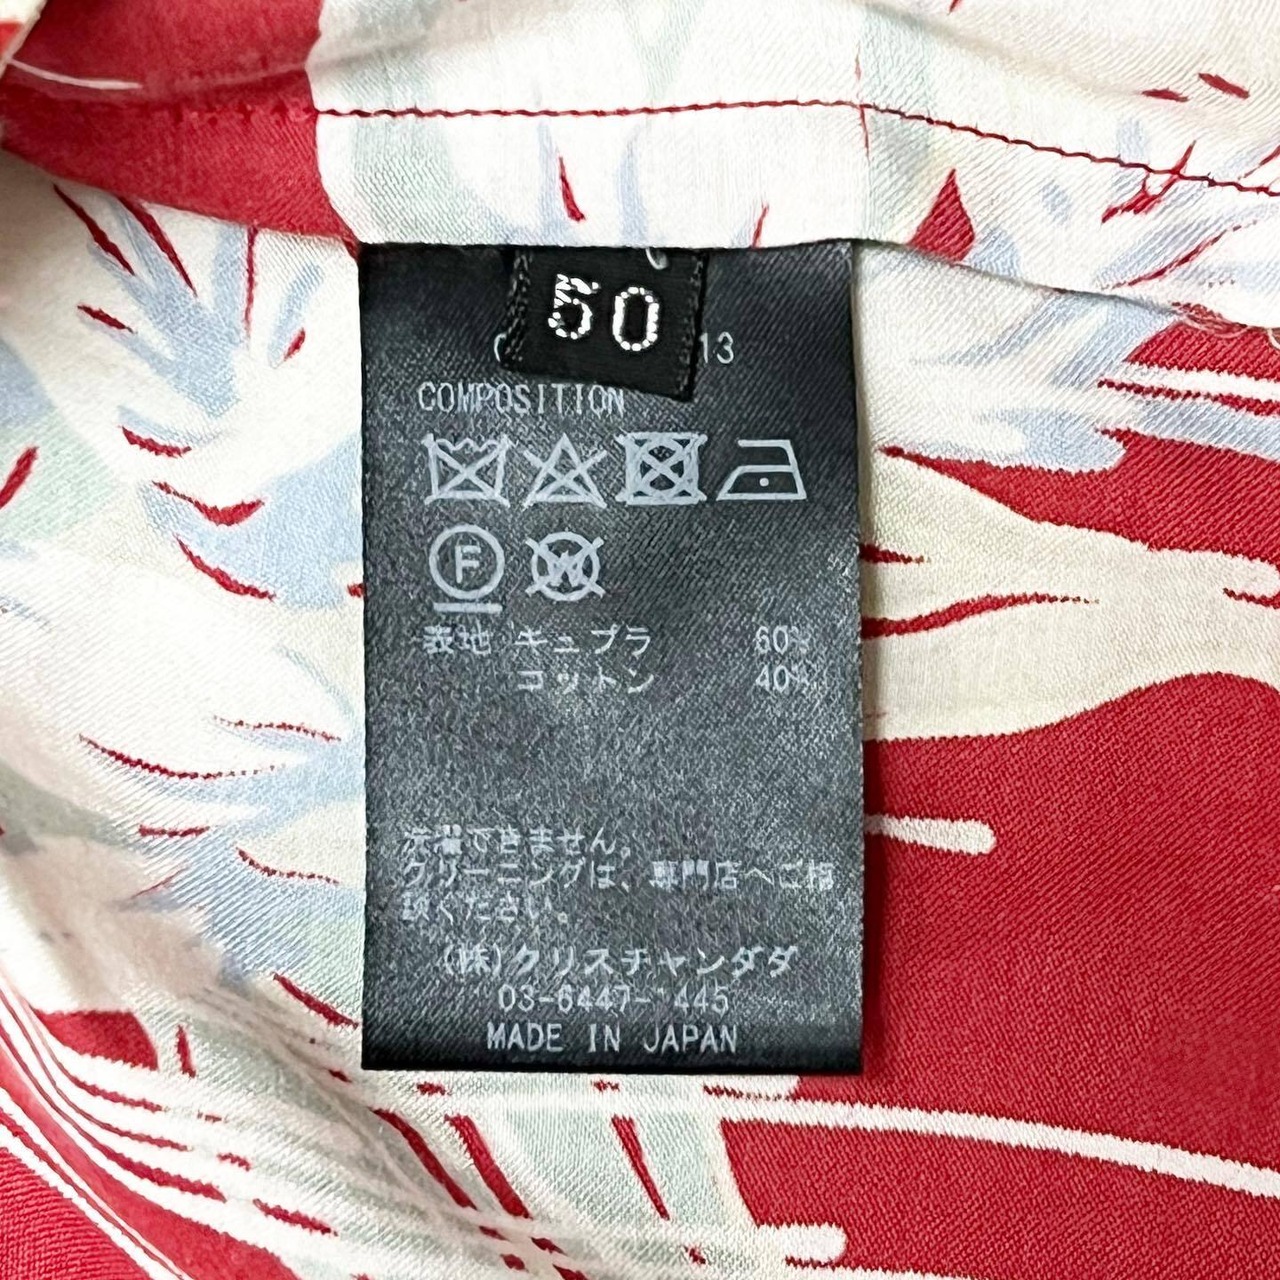 50
13
COMPOSITION
F
W
表地 キュプラ 60%
コットン 40%
洗濯できません。
クリーニングは、専門店へご相
談ください。
(株)クリスチャンダダ
MADE IN JAPAN